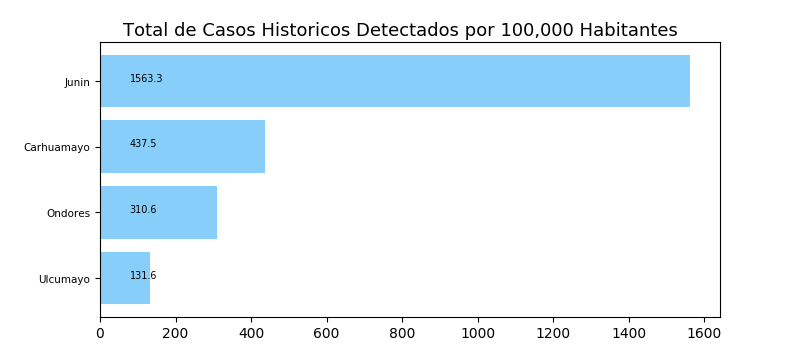 Total de Casos Historicos Detectados por 100,000 Habitantes
Junin
1563.3
Carhuamayo
437.5
Ondores
310.6
Ulcumayo
131.6
0 200 400 600 800 1000 1200 1400 1600